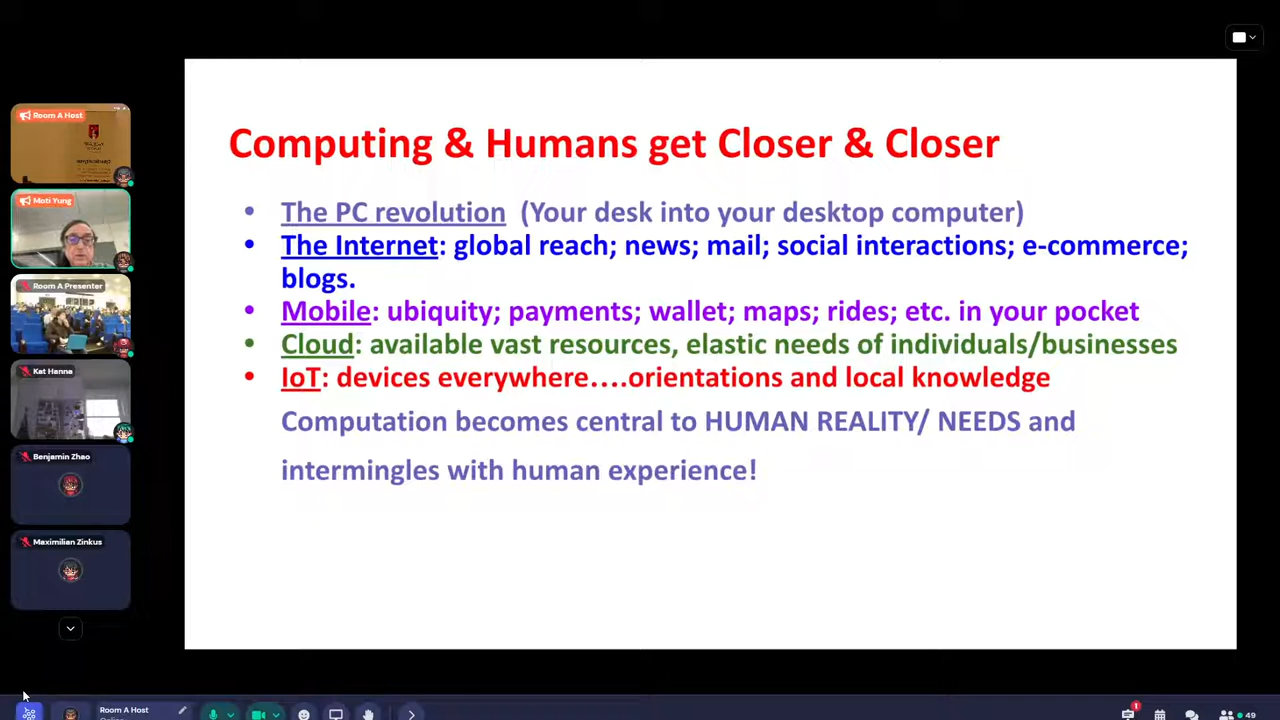 Room A Host
Moti Yung
Room A Presenter
Kat Hanna
Benjamin Zhao
Maximilian Zinkus
Computing & Humans get Closer & Closer
• The PC revolution (Your desk into your desktop computer)
• The Internet: global reach; news; mail; social interactions; e-commerce;
blogs.
• Mobile: ubiquity; payments; wallet; maps; rides; etc. in your pocket
• Cloud: available vast resources, elastic needs of individuals/businesses
• IoT: devices everywhere....orientations and local knowledge
Computation becomes central to HUMAN REALITY/ NEEDS and
intermingles with human experience!
Room A Host
1
49